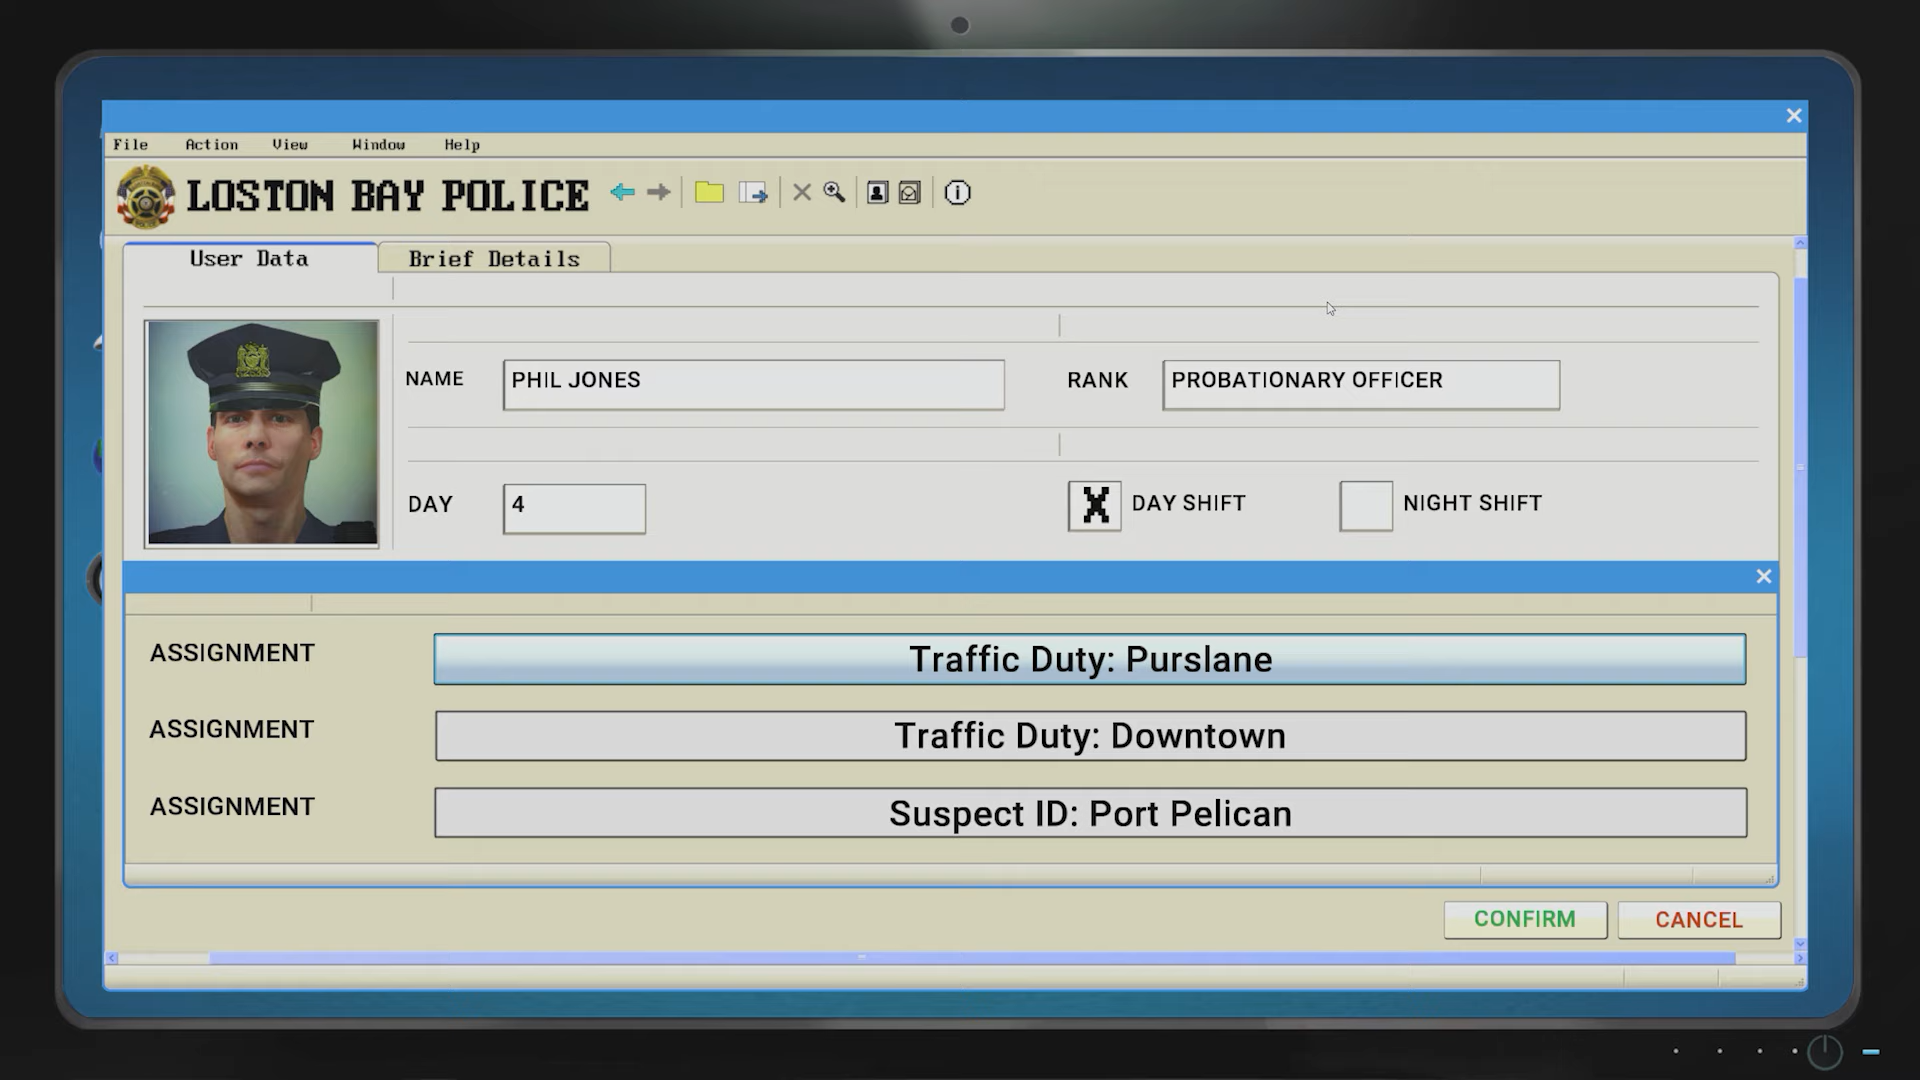 File Action View Window Help
LOSTON BAY POLICE
User Data Brief Details
NAME PHIL JONES RANK PROBATIONARY OFFICER
DAY 4 X DAY SHIFT NIGHT SHIFT
ASSIGNMENT Traffic Duty: Purslane
ASSIGNMENT Traffic Duty: Downtown
ASSIGNMENT Suspect ID: Port Pelican
CONFIRM CANCEL